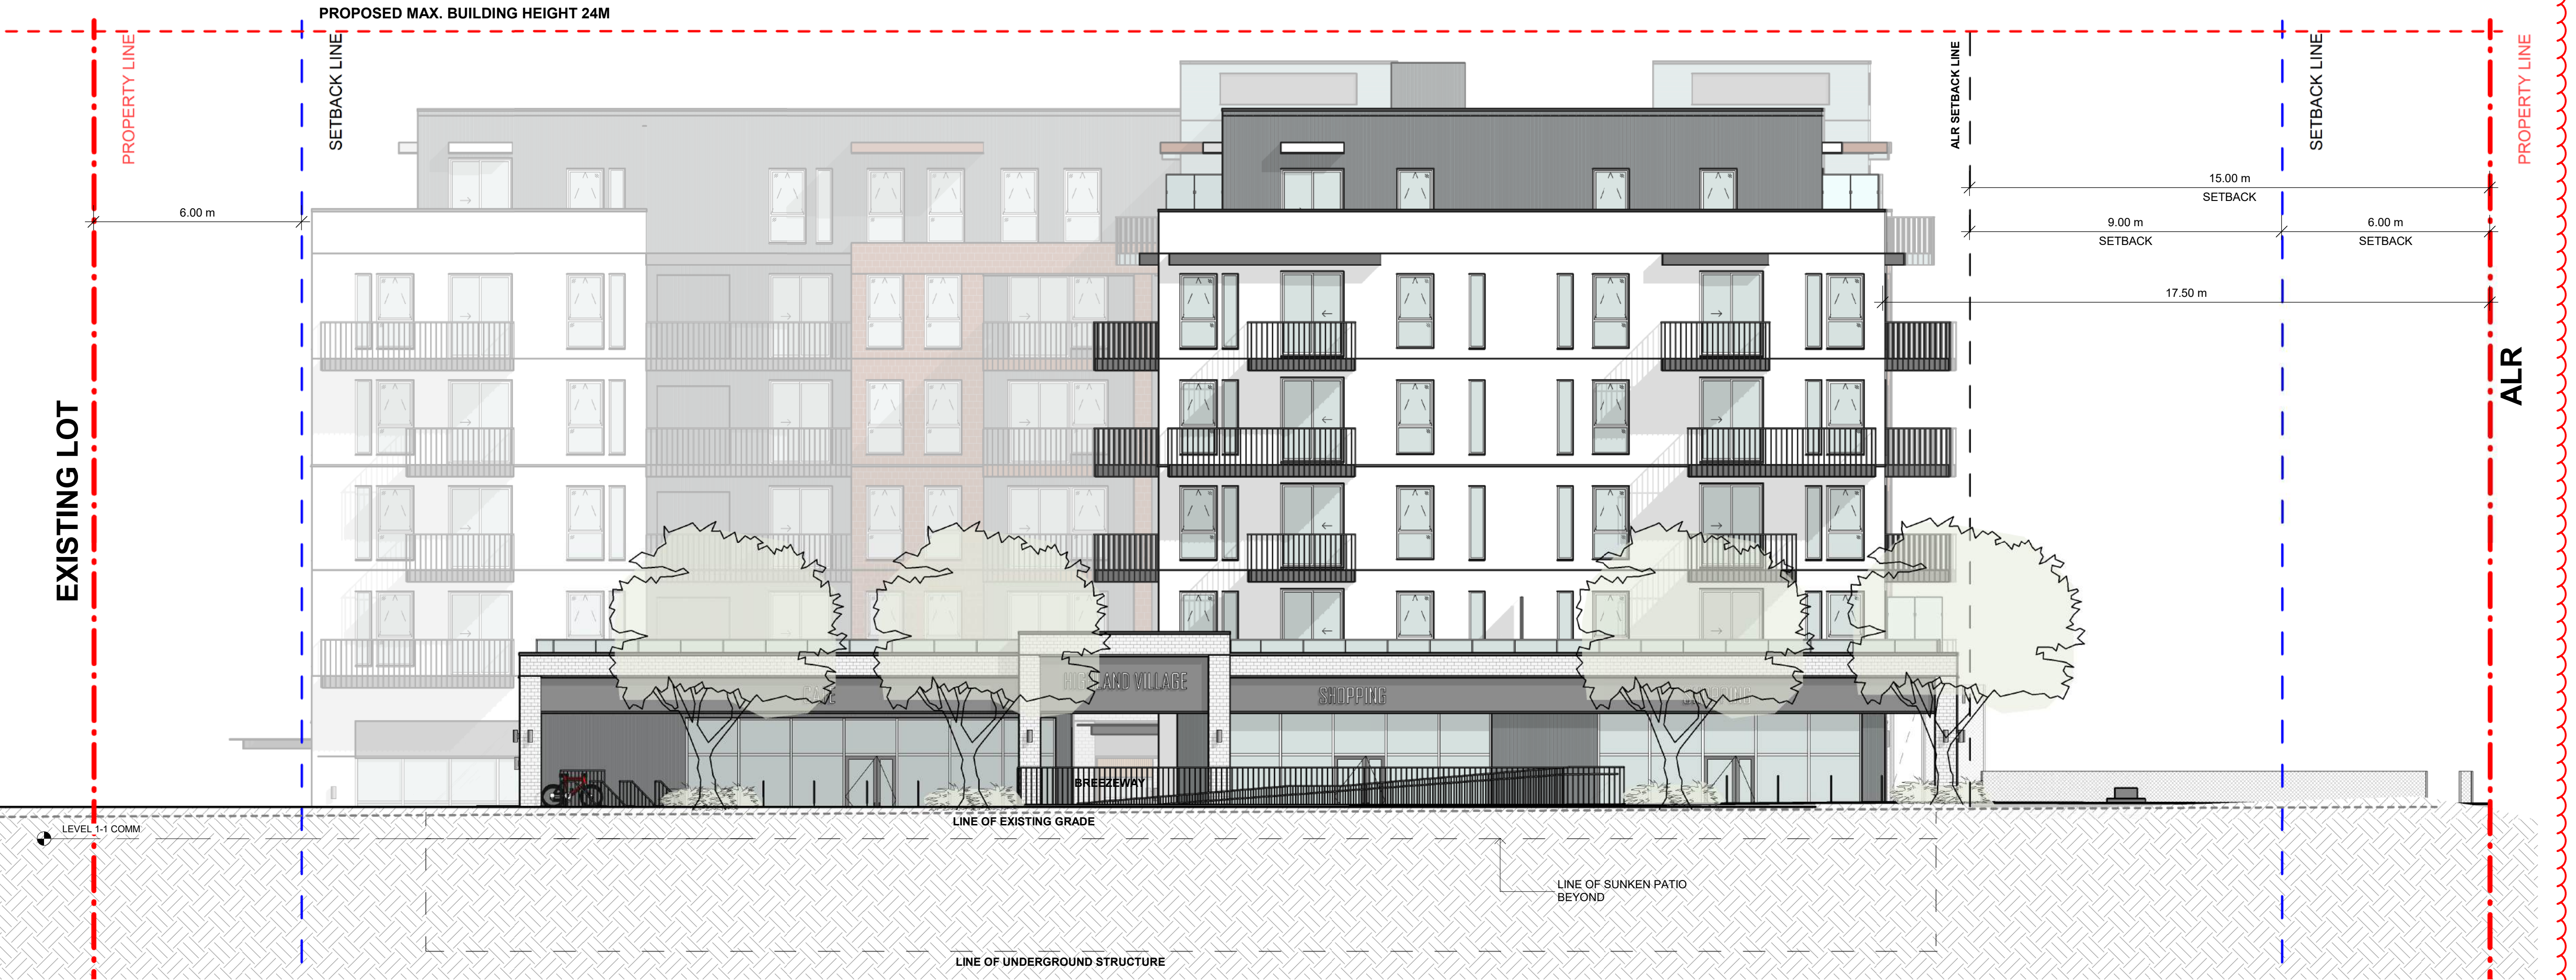 PROPOSED MAX. BUILDING HEIGHT 24M
PROPERTY LINE
SETBACK LINE
ALR SETBACK LINE
SETBACK LINE
PROPERTY LINE
15.00 m
SETBACK
6.00 m
9.00 m
SETBACK
6.00 m
SETBACK
17.50 m
EXISTING LOT
ALR
HIGHLAND VILLAGE
SHOPPING
BREEZEWAY
LINE OF EXISTING GRADE
LEVEL 1-1 COMM
LINE OF SUNKEN PATIO
BEYOND
LINE OF UNDERGROUND STRUCTURE